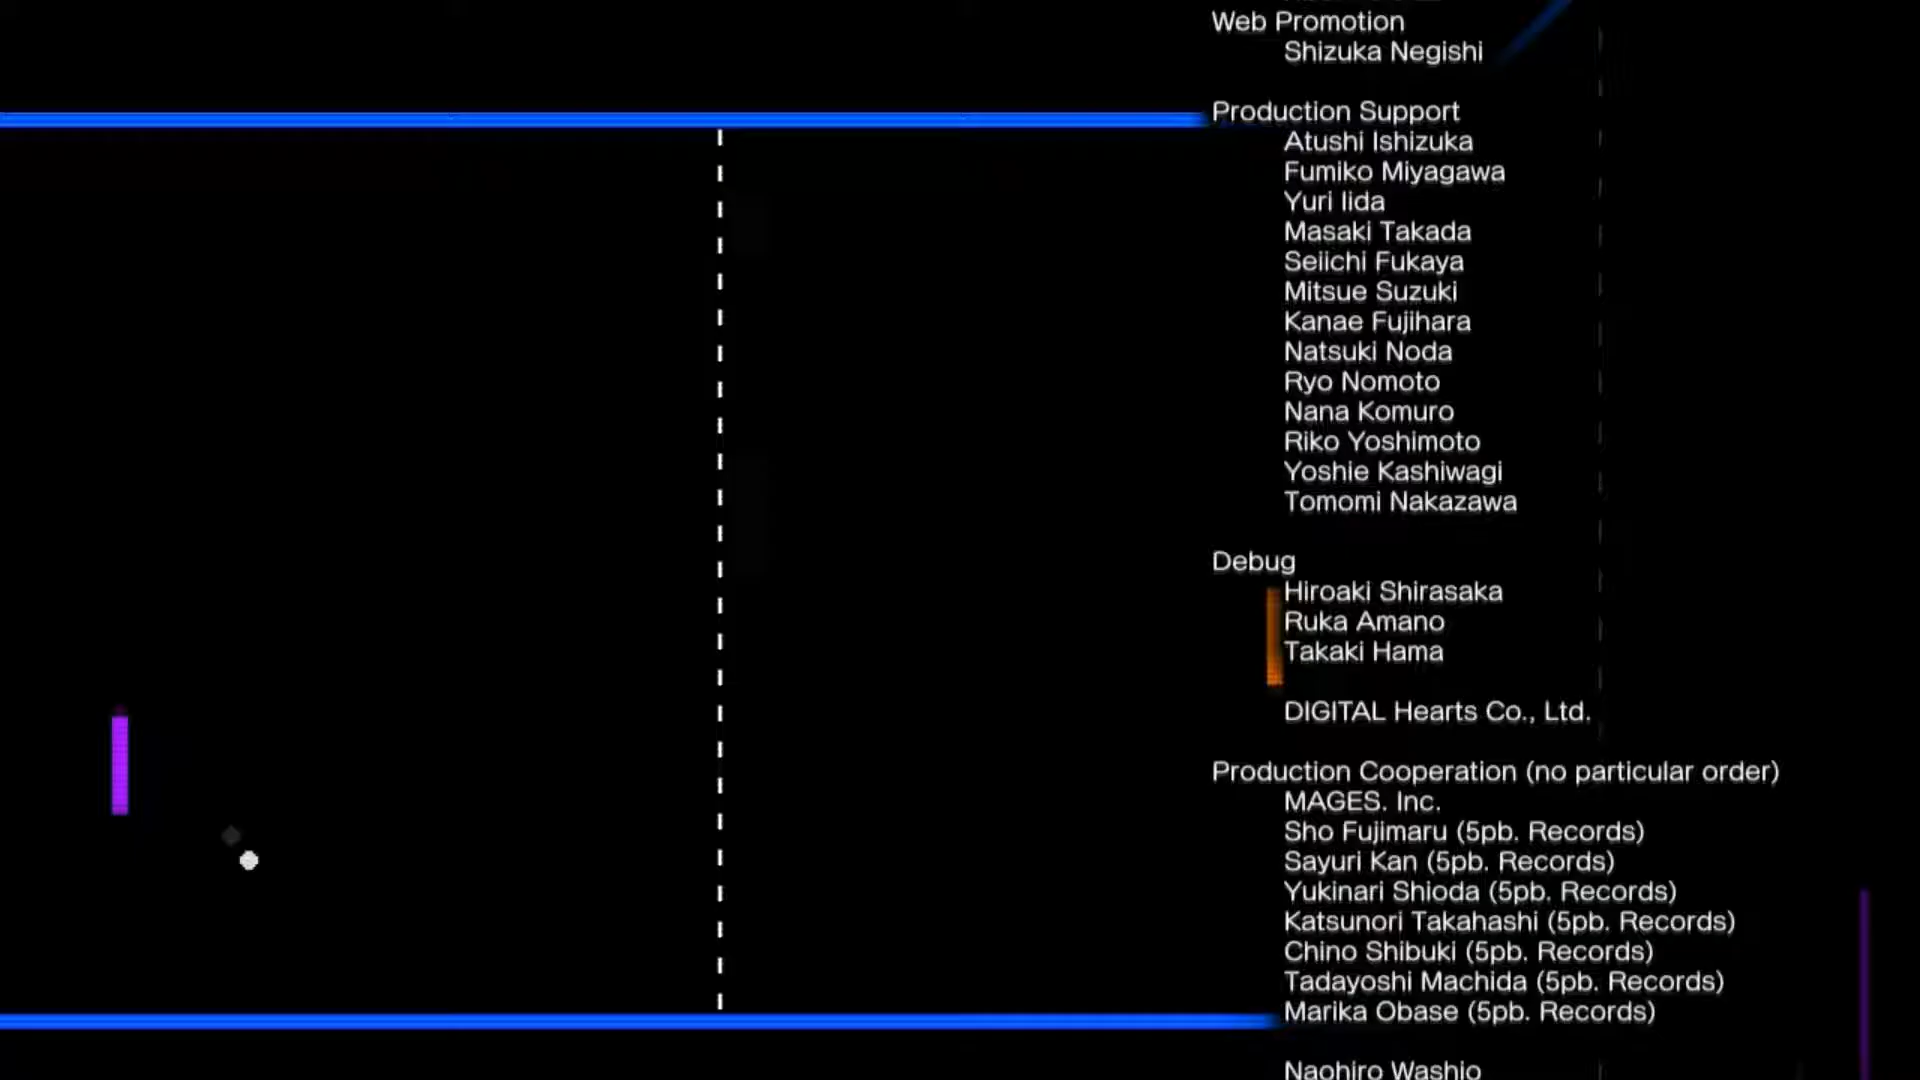 Web Promotion
Shizuka Negishi
Production Support
Atushi Ishizuka
Fumiko Miyagawa
Yuri Iida
Masaki Takada
Seiichi Fukaya
Mitsue Suzuki
Kanae Fujihara
Natsuki Noda
Ryo Nomoto
Nana Komuro
Riko Yoshimoto
Yoshie Kashiwagi
Tomomi Nakazawa
Debug
Hiroaki Shirasaka
Ruka Amano
Takaki Hama
DIGITAL Hearts Co., Ltd.
Production Cooperation (no particular order)
MAGES. Inc.
Sho Fujimaru (5pb. Records)
Sayuri Kan (5pb. Records)
Yukinari Shioda (5pb. Records)
Katsunori Takahashi (5pb. Records)
Chino Shibuki (5pb. Records)
Tadayoshi Machida (5pb. Records)
Marika Obase (5pb. Records)
Naohiro Washio